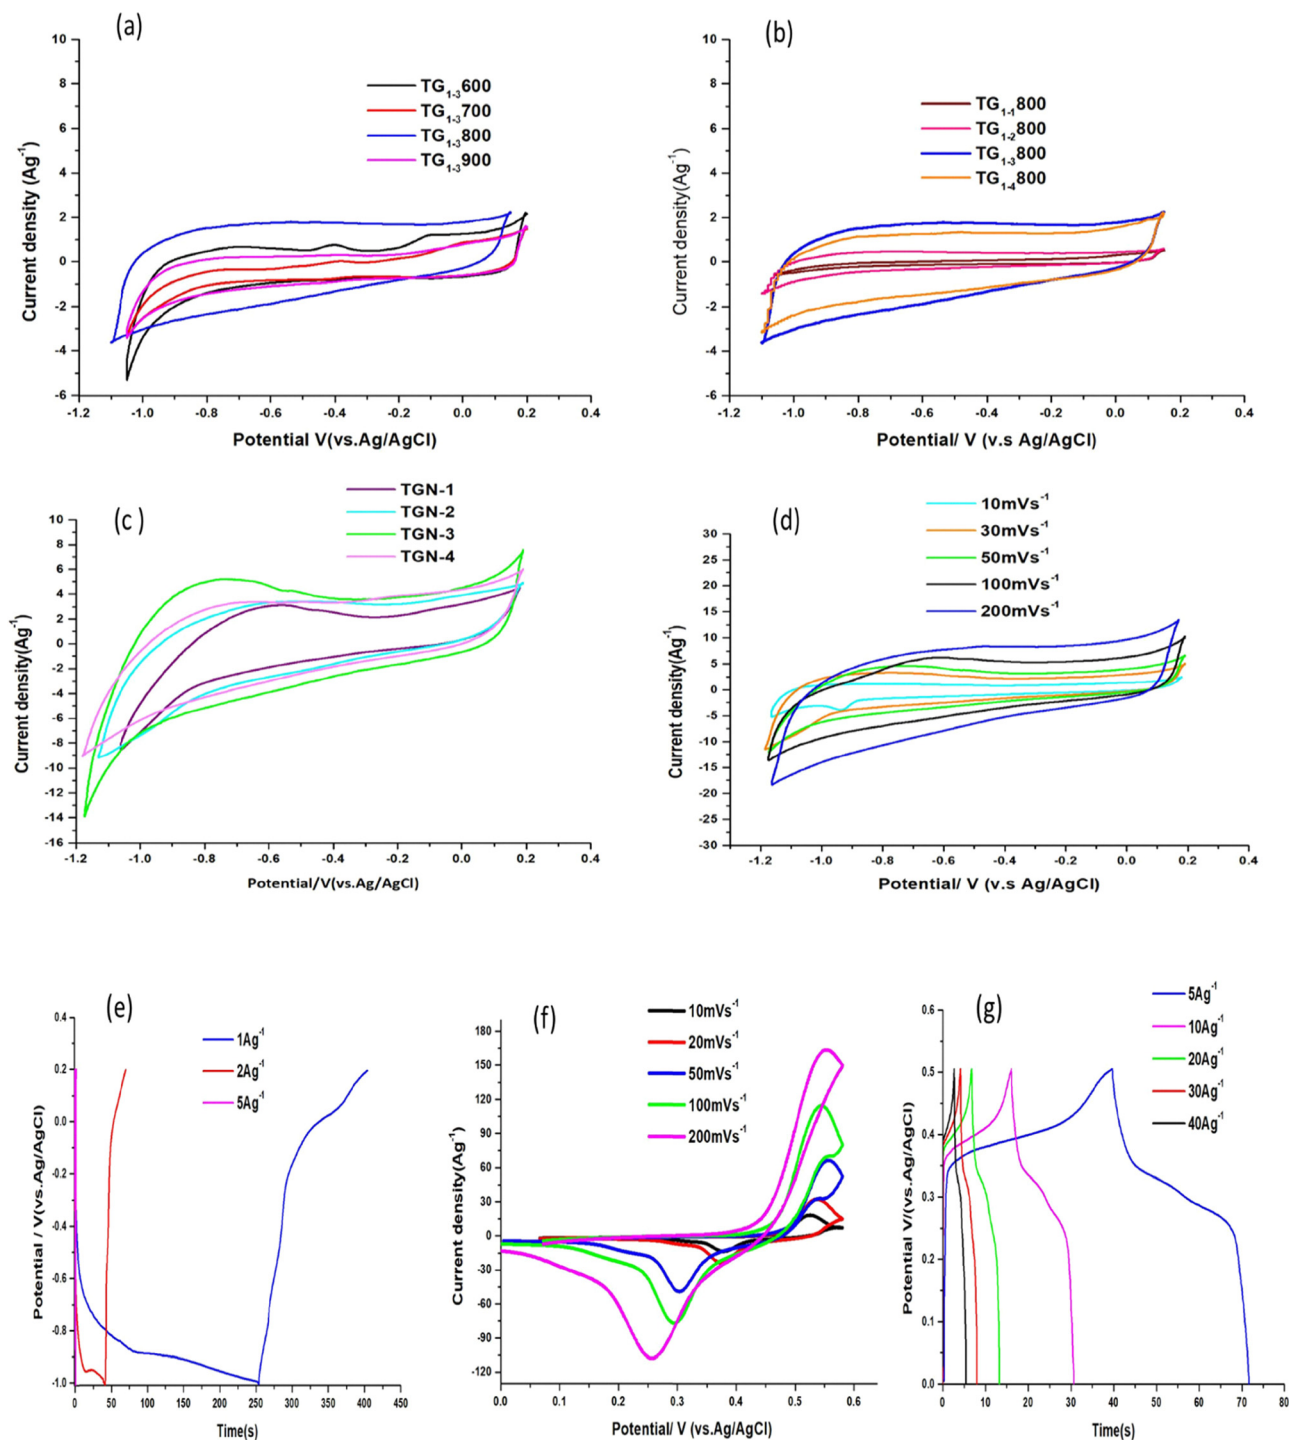 (a)
10
8
6
4
2
0
-2
-4
-6
Current density (Ag⁻¹)
TG₁₋₃600
TG₁₋₃700
TG₁₋₃800
TG₁₋₃900
-1.2 -1.0 -0.8 -0.6 -0.4 -0.2 0.0 0.2 0.4
Potential V(vs.Ag/AgCl)
(b)
10
8
6
4
2
0
-2
-4
-6
Current density(Ag⁻¹)
TG₁₋₁800
TG₁₋₂800
TG₁₋₃800
TG₁₋₄800
-1.2 -1.0 -0.8 -0.6 -0.4 -0.2 0.0 0.2 0.4
Potential/ V (v.s Ag/AgCl)
(c )
TGN-1
TGN-2
TGN-3
TGN-4
10
8
6
4
2
0
-2
-4
-6
-8
-10
-12
-14
-16
Current density(Ag⁻¹)
-1.2 -1.0 -0.8 -0.6 -0.4 -0.2 0.0 0.2 0.4
Potential/V(vs.Ag/AgCl)
(d)
10mVs⁻¹
30mVs⁻¹
50mVs⁻¹
100mVs⁻¹
200mVs⁻¹
30
25
20
15
10
5
0
-5
-10
-15
-20
-25
-30
Current density(Ag⁻¹)
-1.2 -1.0 -0.8 -0.6 -0.4 -0.2 0.0 0.2 0.4
Potential/ V (v.s Ag/AgCl)
(e)
1Ag⁻¹
2Ag⁻¹
5Ag⁻¹
0.4
0.2
0.0
-0.2
-0.4
-0.6
-0.8
-1.0
Potential / V(vs.Ag/AgCl)
0 50 100 150 200 250 300 350 400 450
Time(s)
(f)
10mVs⁻¹
20mVs⁻¹
50mVs⁻¹
100mVs⁻¹
200mVs⁻¹
180
150
120
90
60
30
0
-30
-60
-90
-120
Current density(Ag⁻¹)
0.0 0.1 0.2 0.3 0.4 0.5 0.6
Potential/ V (vs.Ag/AgCl)
(g)
5Ag⁻¹
10Ag⁻¹
20Ag⁻¹
30Ag⁻¹
40Ag⁻¹
0.6
0.5
0.4
0.3
0.2
0.1
0.0
Potential V/(vs.Ag/AgCl)
0 10 20 30 40 50 60 70 80
Time(s)